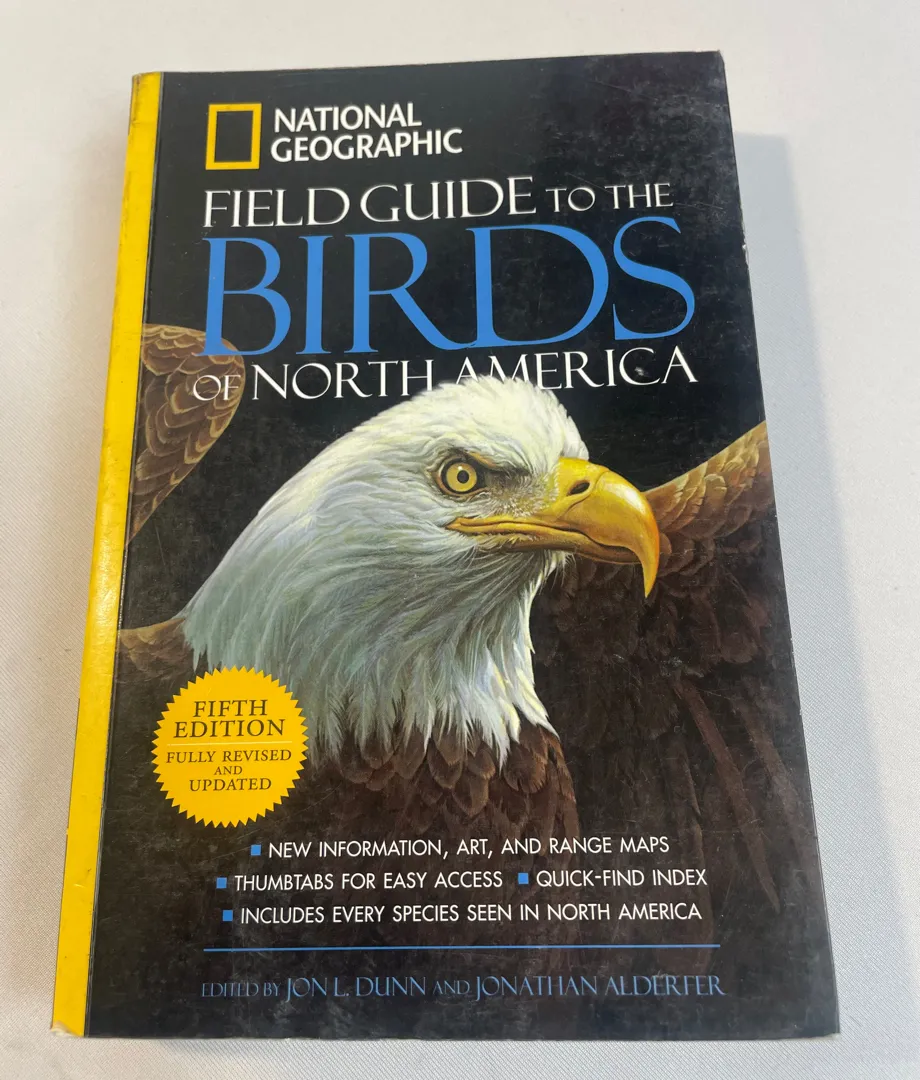 NATIONAL
GEOGRAPHIC
FIELD GUIDE TO THE
BIRDS
OF NORTH AMERICA
FIFTH
EDITION
FULLY REVISED
AND
UPDATED
NEW INFORMATION, ART, AND RANGE MAPS
THUMBTABS FOR EASY ACCESS ▪ QUICK-FIND INDEX
INCLUDES EVERY SPECIES SEEN IN NORTH AMERICA
EDITED BY JON L. DUNN AND JONATHAN ALDERFER